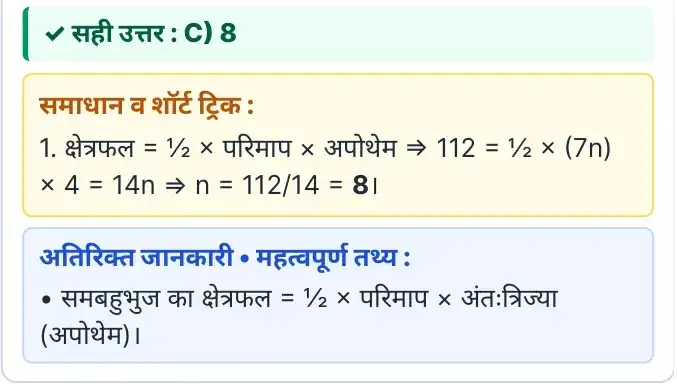 ✓ सही उत्तर : C) 8
समाधान व शॉर्ट ट्रिक :
1. क्षेत्रफल = ½ × परिमाप × अपोथेम ⇒ 112 = ½ × (7n)
× 4 = 14n ⇒ n = 112/14 = 8।
अतिरिक्त जानकारी • महत्वपूर्ण तथ्य :
• समबहुभुज का क्षेत्रफल = ½ × परिमाप × अंतःत्रिज्या
(अपोथेम)।